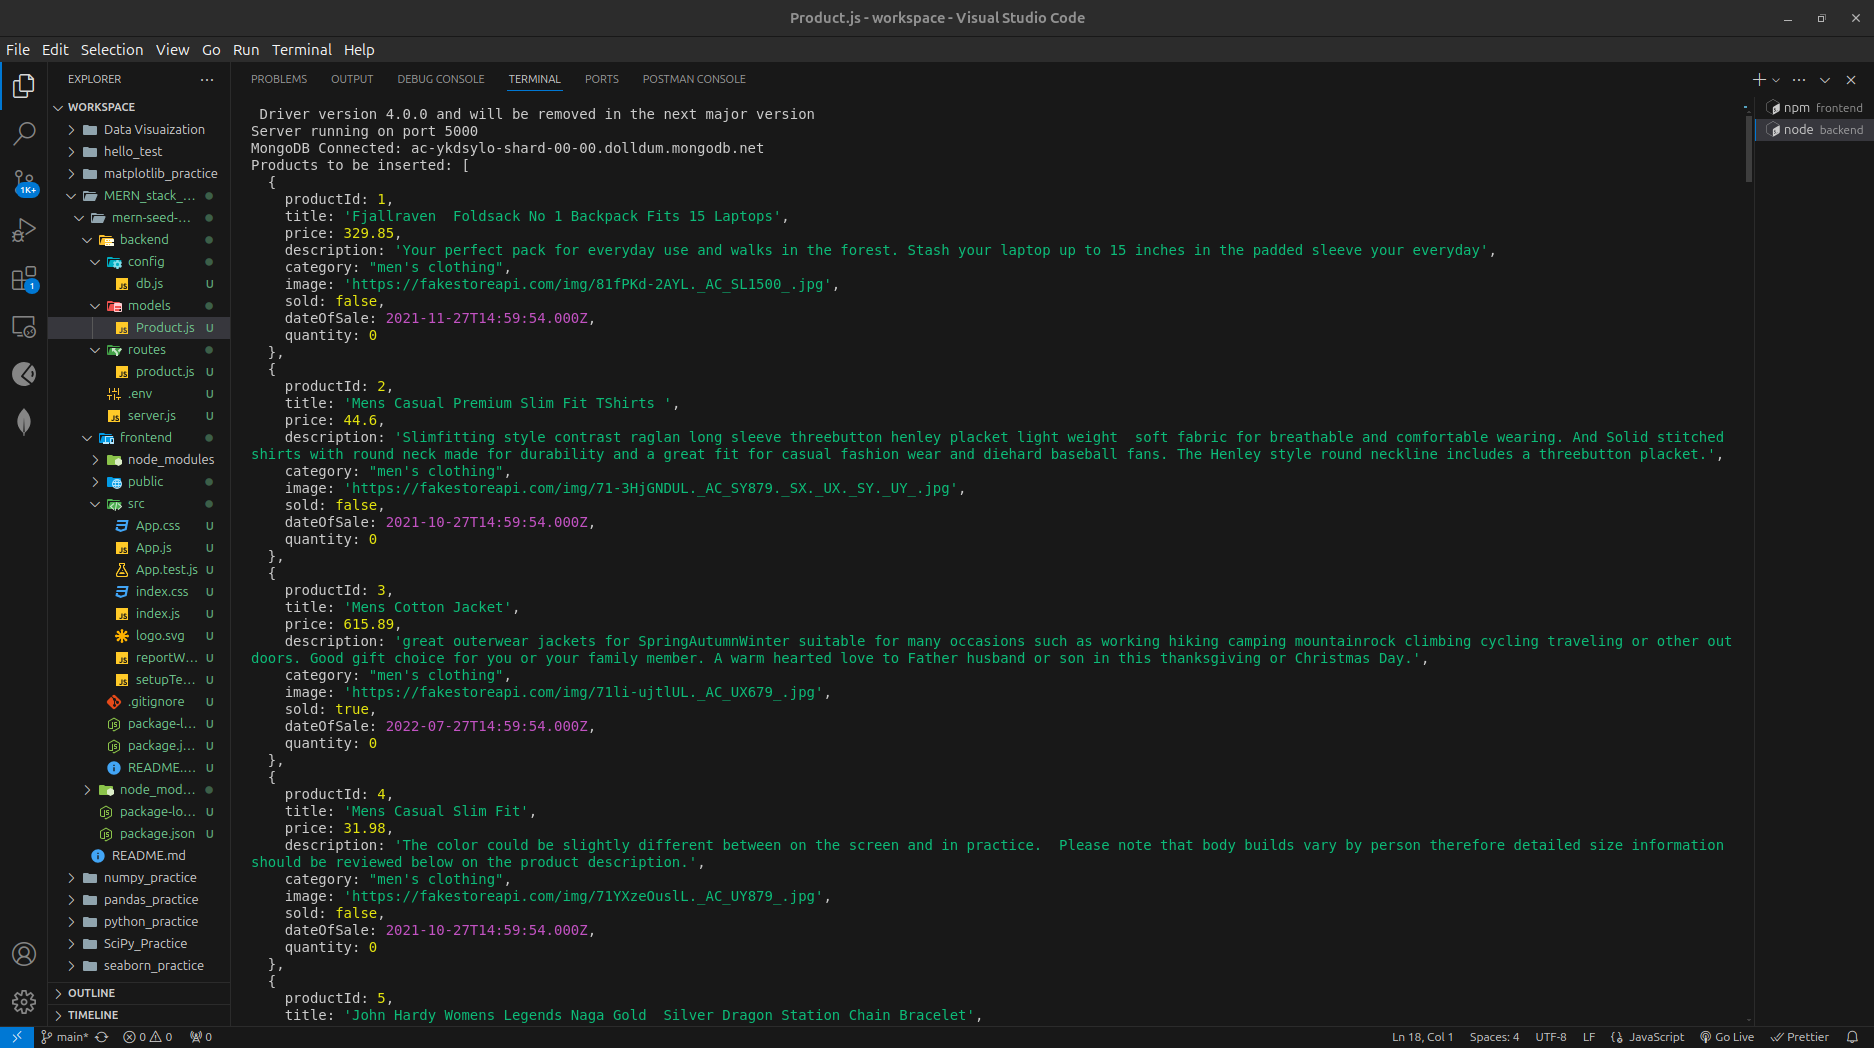 Product.js - workspace - Visual Studio Code
File Edit Selection View Go Run Terminal Help
EXPLORER
WORKSPACE
Data Visuaization
hello_test
matplotlib_practice
MERN_stack_...
mern-seed-...
backend
config
db.js U
models
Product.js U
routes
product.js U
.env U
server.js U
frontend
node_modules
public
src
App.css U
App.js U
App.test.js U
index.css U
index.js U
logo.svg U
reportW... U
setupTe... U
.gitignore U
package-l... U
package.j... U
README.... U
node_mod...
package-lo... U
package.json U
README.md
numpy_practice
pandas_practice
python_practice
SciPy_Practice
seaborn_practice
OUTLINE
TIMELINE
1K+
1
PROBLEMS OUTPUT DEBUG CONSOLE TERMINAL PORTS POSTMAN CONSOLE
npm frontend
node backend
Driver version 4.0.0 and will be removed in the next major version
Server running on port 5000
MongoDB Connected: ac-ykdsylo-shard-00-00.dolldum.mongodb.net
Products to be inserted: [
{
productId: 1,
title: 'Fjallraven  Foldsack No 1 Backpack Fits 15 Laptops',
price: 329.85,
description: 'Your perfect pack for everyday use and walks in the forest. Stash your laptop up to 15 inches in the padded sleeve your everyday',
category: "men's clothing",
image: 'https://fakestoreapi.com/img/81fPKd-2AYL._AC_SL1500_.jpg',
sold: false,
dateOfSale: 2021-11-27T14:59:54.000Z,
quantity: 0
},
{
productId: 2,
title: 'Mens Casual Premium Slim Fit TShirts ',
price: 44.6,
description: 'Slimfitting style contrast raglan long sleeve threebutton henley placket light weight  soft fabric for breathable and comfortable wearing. And Solid stitched
shirts with round neck made for durability and a great fit for casual fashion wear and diehard baseball fans. The Henley style round neckline includes a threebutton placket.',
category: "men's clothing",
image: 'https://fakestoreapi.com/img/71-3HjGNDUL._AC_SY879._SX._UX._SY._UY_.jpg',
sold: false,
dateOfSale: 2021-10-27T14:59:54.000Z,
quantity: 0
},
{
productId: 3,
title: 'Mens Cotton Jacket',
price: 615.89,
description: 'great outerwear jackets for SpringAutumnWinter suitable for many occasions such as working hiking camping mountainrock climbing cycling traveling or other out
doors. Good gift choice for you or your family member. A warm hearted love to Father husband or son in this thanksgiving or Christmas Day.',
category: "men's clothing",
image: 'https://fakestoreapi.com/img/71li-ujtlUL._AC_UX679_.jpg',
sold: true,
dateOfSale: 2022-07-27T14:59:54.000Z,
quantity: 0
},
{
productId: 4,
title: 'Mens Casual Slim Fit',
price: 31.98,
description: 'The color could be slightly different between on the screen and in practice.  Please note that body builds vary by person therefore detailed size information
should be reviewed below on the product description.',
category: "men's clothing",
image: 'https://fakestoreapi.com/img/71YXzeOuslL._AC_UY879_.jpg',
sold: false,
dateOfSale: 2021-10-27T14:59:54.000Z,
quantity: 0
},
{
productId: 5,
title: 'John Hardy Womens Legends Naga Gold  Silver Dragon Station Chain Bracelet',
main* 0 0 0 Ln 18, Col 1 Spaces: 4 UTF-8 LF {} JavaScript Go Live Prettier